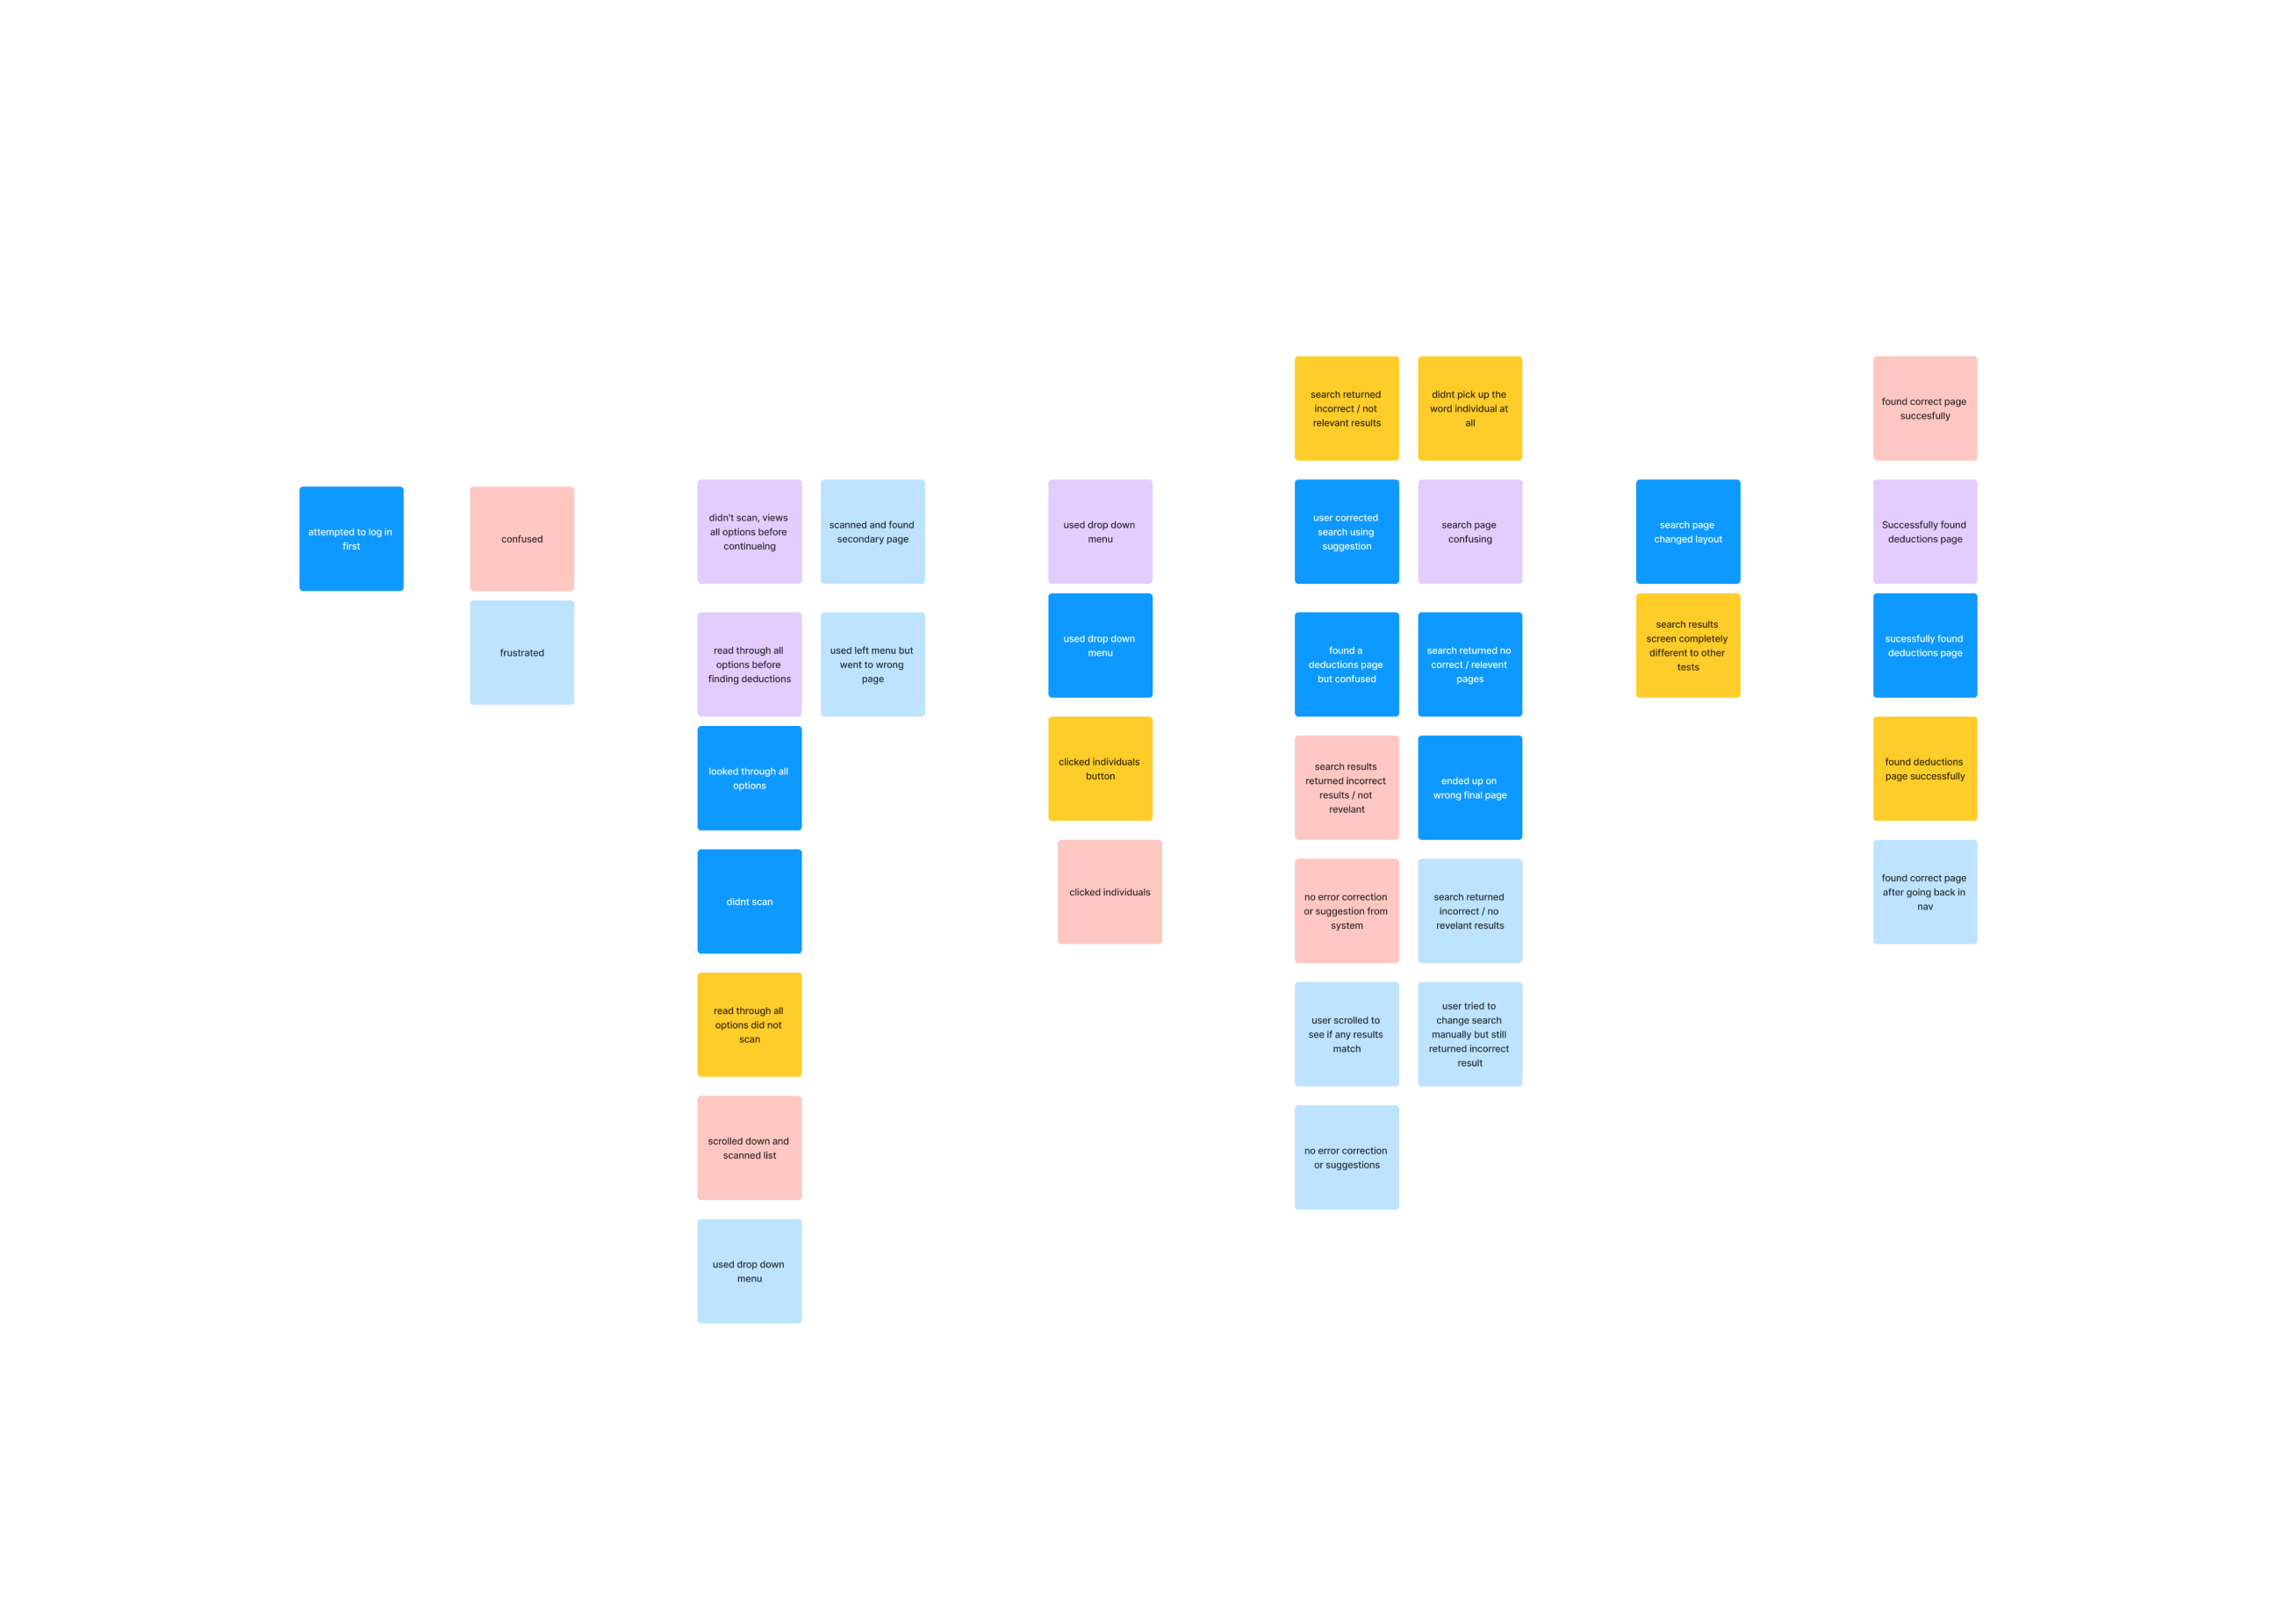 attempted to log in
first
confused
frustrated
didn't scan, views
all options before
continueing
scanned and found
secondary page
read through all
options before
finding deductions
used left menu but
went to wrong
page
looked through all
options
didnt scan
read through all
options did not
scan
scrolled down and
scanned list
used drop down
menu
used drop down
menu
used drop down
menu
clicked individuals
button
clicked individuals
search returned
incorrect / not
relevant results
didnt pick up the
word individual at
all
user corrected
search using
suggestion
search page
confusing
found a
deductions page
but confused
search returned no
correct / relevent
pages
search results
returned incorrect
results / not
revelant
ended up on
wrong final page
no error correction
or suggestion from
system
search returned
incorrect / no
revelant results
user scrolled to
see if any results
match
user tried to
change search
manually but still
returned incorrect
result
no error correction
or suggestions
search page
changed layout
search results
screen completely
different to other
tests
found correct page
succesfully
Successfully found
deductions page
sucessfully found
deductions page
found deductions
page successfully
found correct page
after going back in
nav